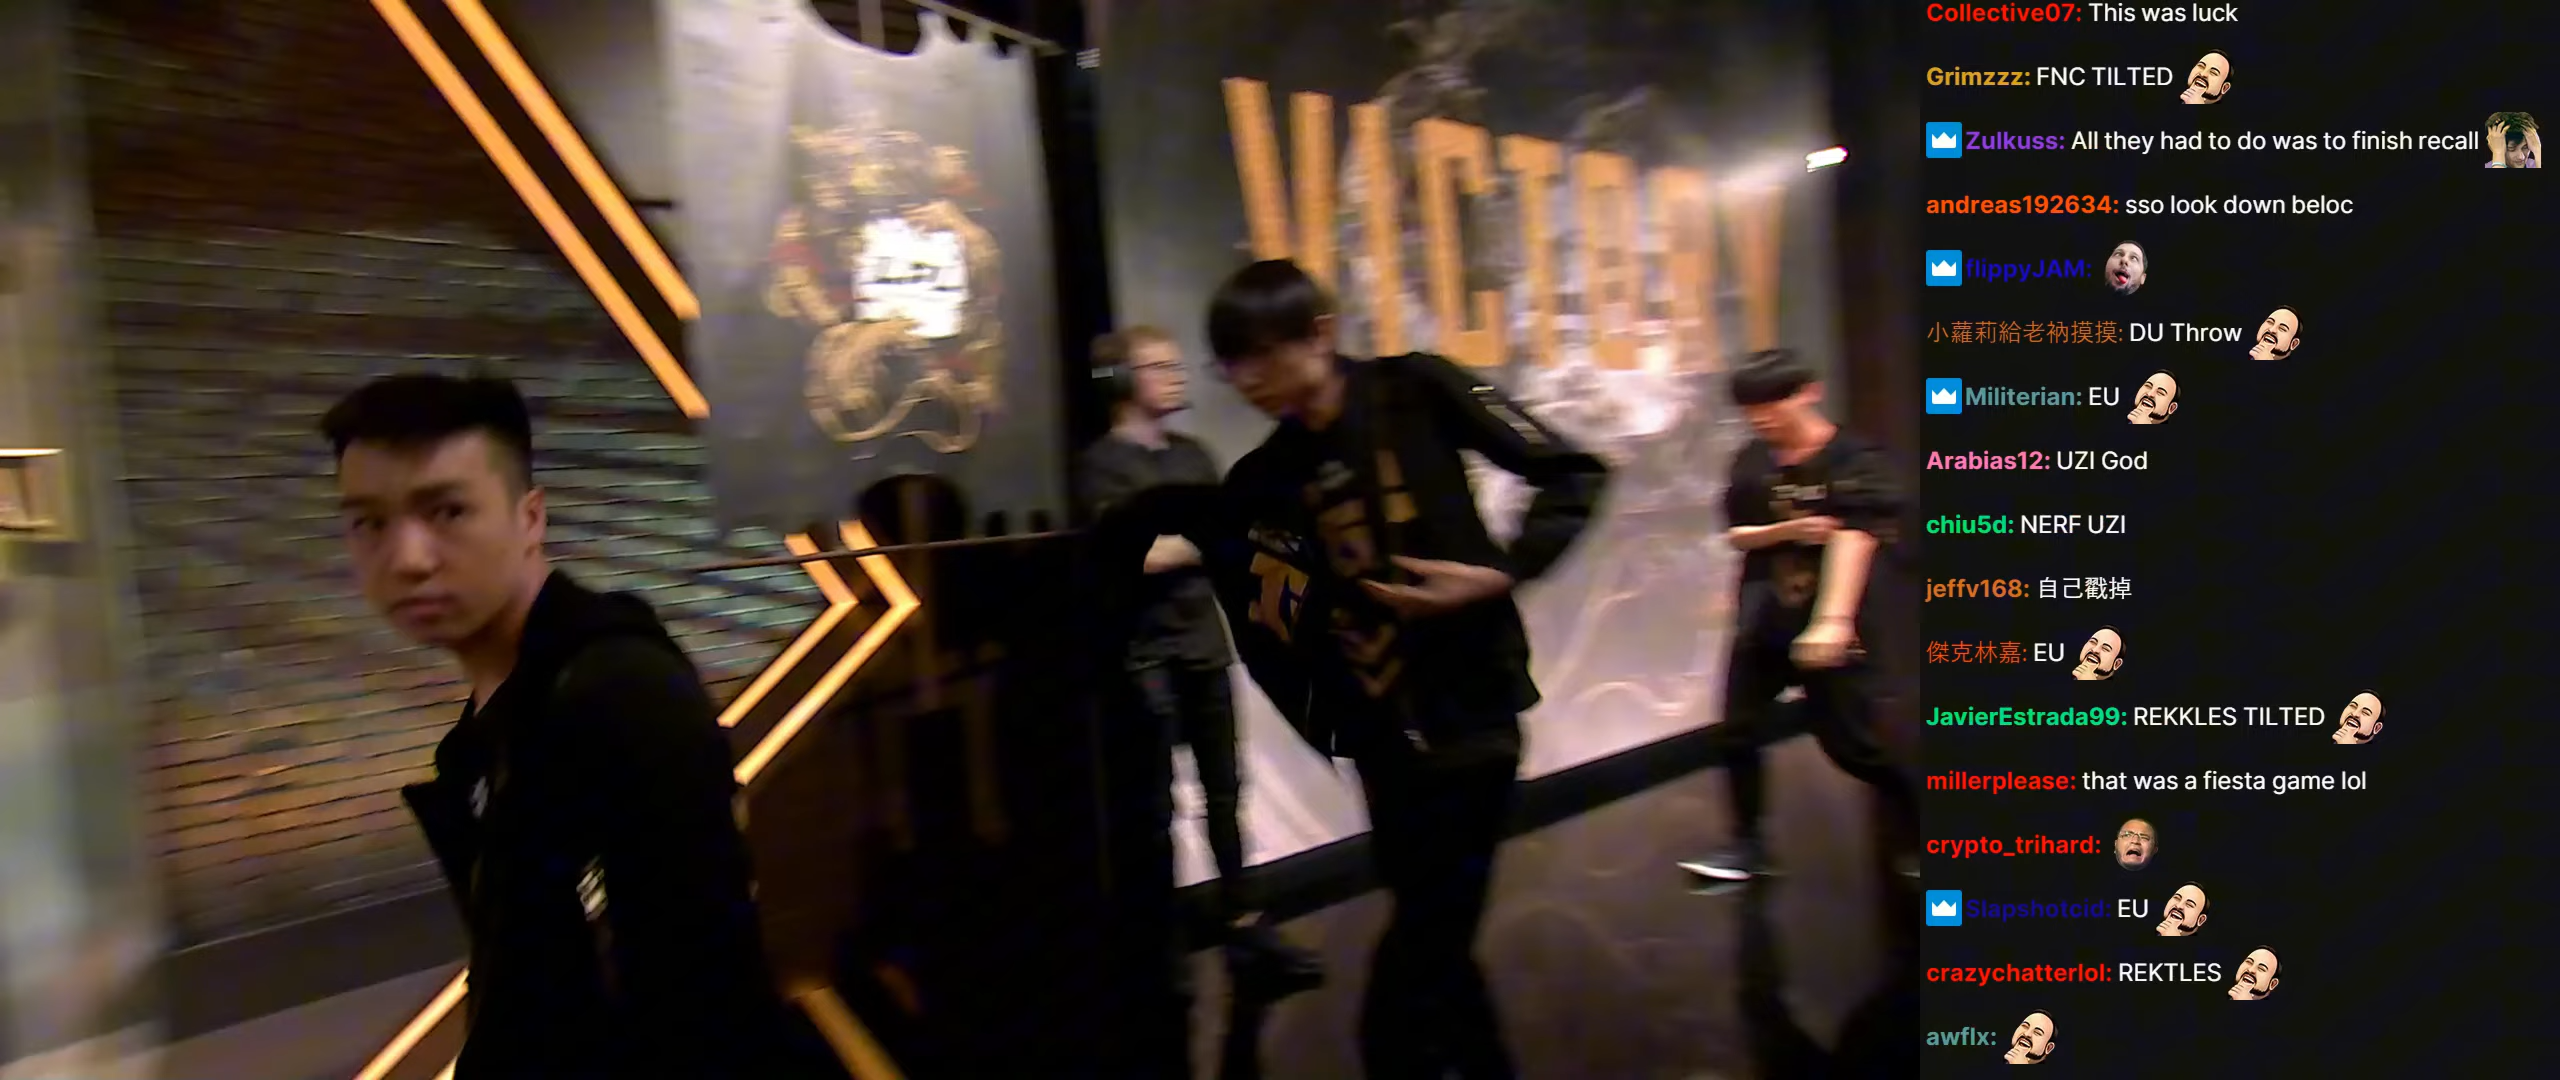 VICTORY
Collective07: This was luck
Grimzzz: FNC TILTED
Zulkuss: All they had to do was to finish recall
andreas192634: sso look down beloc
flippyJAM:
小蘿莉給老衲摸摸: DU Throw
Militerian: EU
Arabias12: UZI God
chiu5d: NERF UZI
jeffv168: 自己戳掉
傑克林嘉: EU
JavierEstrada99: REKKLES TILTED
millerplease: that was a fiesta game lol
crypto_trihard:
Slapshotcid: EU
crazychatterlol: REKTLES
awflx: